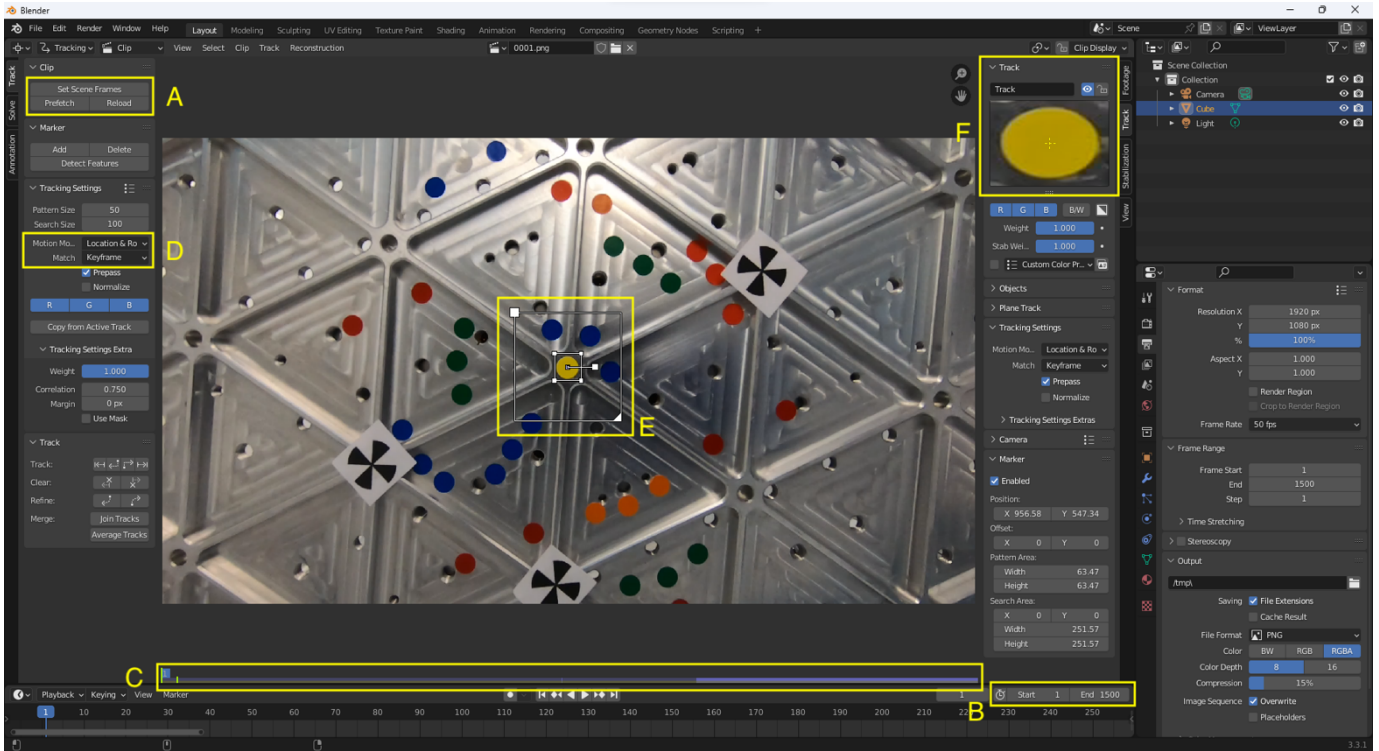 Blender
File Edit Render Window Help Layout Modeling Sculpting UV Editing Texture Paint Shading Animation Rendering Compositing Geometry Nodes Scripting + Scene ViewLayer
Tracking Clip View Select Clip Track Reconstruction 0001.png Clip Display
Track
Solve
Annotation
Clip
Set Scene Frames
Prefetch Reload
A
Marker
Add Delete
Detect Features
Tracking Settings
Pattern Size 50
Search Size 100
Motion Mo... Location & Ro
Match Keyframe
D
Prepass
Normalize
R G B
Copy from Active Track
Tracking Settings Extra
Weight 1.000
Correlation 0.750
Margin 0 px
Use Mask
Track
Track:
Clear:
Refine:
Merge: Join Tracks
Average Tracks
E
F
Track
Track
R G B B/W
Weight 1.000
Stab Wei... 1.000
Custom Color Pr...
Objects
Plane Track
Tracking Settings
Motion Mo... Location & Ro
Match Keyframe
Prepass
Normalize
Tracking Settings Extras
Camera
Marker
Enabled
Position:
X 956.58 Y 547.34
Offset:
X 0 Y 0
Pattern Area:
Width 63.47
Height 63.47
Search Area:
X 0 Y 0
Width 251.57
Height 251.57
Footage
Track
Stabilization
View
Scene Collection
Collection
Camera
Cube
Light
Format
Resolution X 1920 px
Y 1080 px
% 100%
Aspect X 1.000
Y 1.000
Render Region
Crop to Render Region
Frame Rate 50 fps
Frame Range
Frame Start 1
End 1500
Step 1
Time Stretching
Stereoscopy
Output
/tmp\
Saving File Extensions
Cache Result
File Format PNG
Color BW RGB RGBA
Color Depth 8 16
Compression 15%
Image Sequence Overwrite
Placeholders
C
Playback Keying View Marker 1 Start 1 End 1500
B
1 10 20 30 40 50 60 70 80 90 100 110 120 130 140 150 160 170 180 190 200 210 220 230 240 250
3.3.1